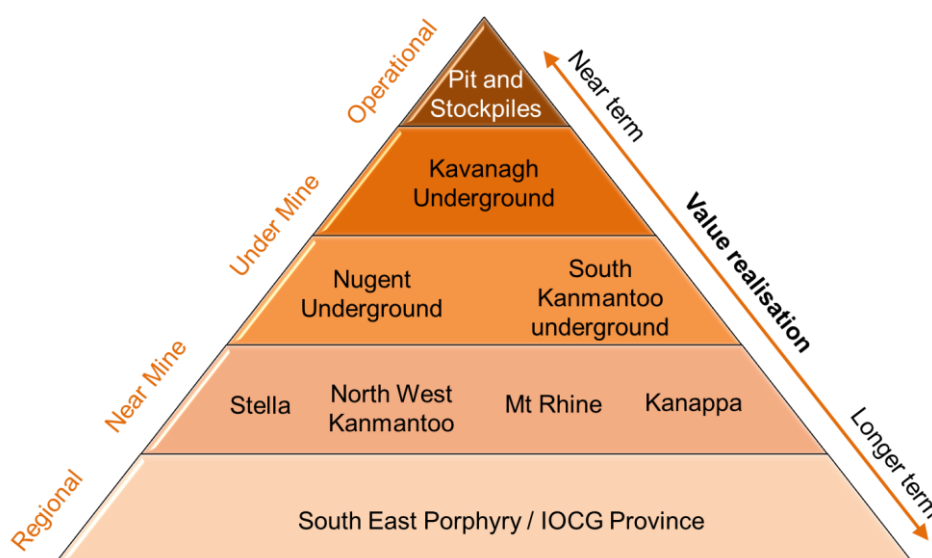 Operational
Pit and
Stockpiles
Near term
Under Mine
Kavanagh
Underground
Value realisation
Nugent
Underground
South
Kanmantoo
underground
Near Mine
Stella
North West
Kanmantoo
Mt Rhine
Kanappa
Longer term
Regional
South East Porphyry / IOCG Province